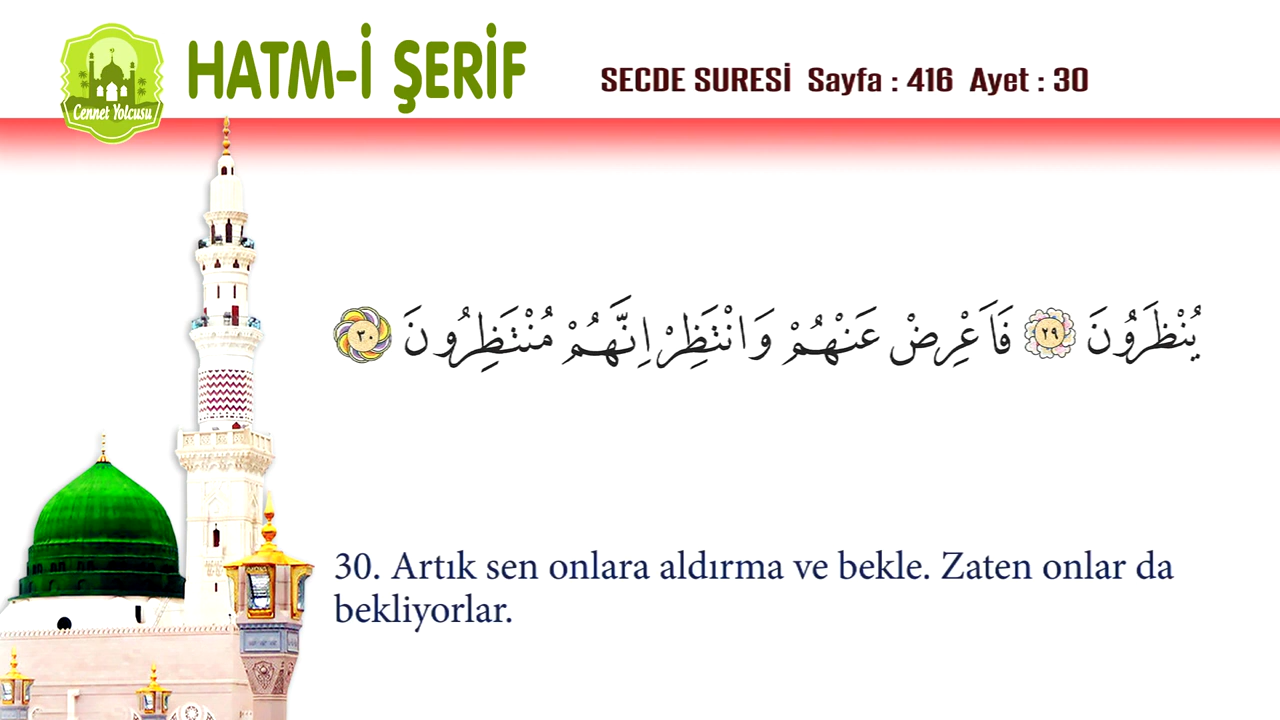 HATM-İ ŞERİF
SECDE SURESİ Sayfa : 416 Ayet : 30
Cennet Yolcusu
يُنْظَرُونَ ﴿٢٩﴾ فَاَعْرِضْ عَنْهُمْ وَانْتَظِرْ اِنَّهُمْ مُنْتَظِرُونَ ﴿٣٠﴾
30. Artık sen onlara aldırma ve bekle. Zaten onlar da
bekliyorlar.